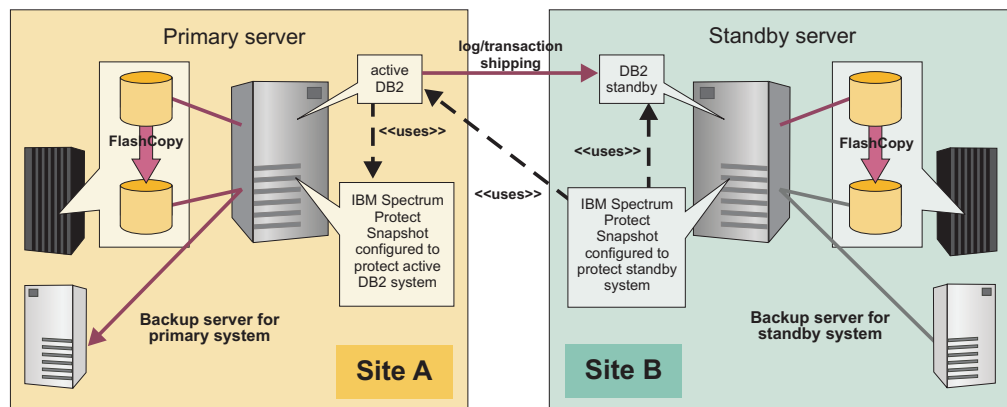 Primary server
Standby server
log/transaction
shipping
active
DB2
DB2
standby
FlashCopy
<<uses>>
<<uses>>
FlashCopy
<<uses>>
IBM Spectrum
Protect
Snapshot
configured to
protect active
DB2 system
IBM Spectrum
Protect
Snapshot
configured to
protect standby
system
Backup server for
primary system
Backup server for
standby system
Site A
Site B